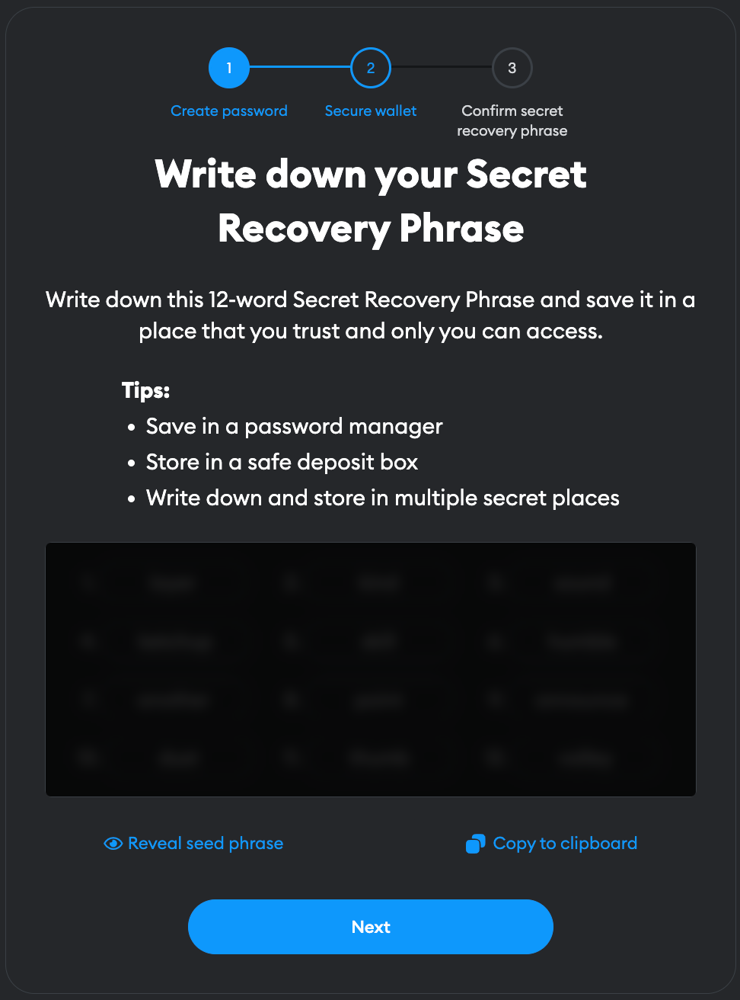 1
2
3
Create password
Secure wallet
Confirm secret
recovery phrase
Write down your Secret
Recovery Phrase
Write down this 12-word Secret Recovery Phrase and save it in a
place that you trust and only you can access.
Tips:
• Save in a password manager
• Store in a safe deposit box
• Write down and store in multiple secret places
Reveal seed phrase
Copy to clipboard
Next